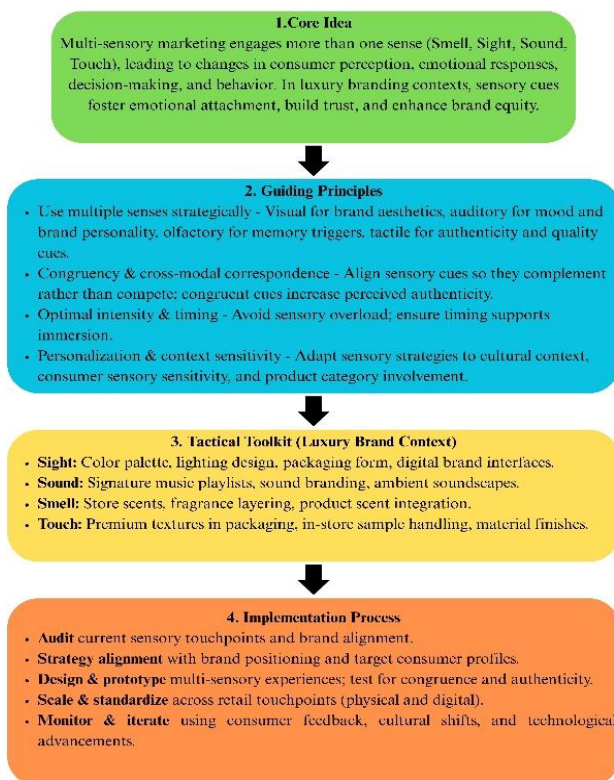 1.Core Idea
Multi-sensory marketing engages more than one sense (Smell, Sight, Sound,
Touch), leading to changes in consumer perception, emotional responses,
decision-making, and behavior. In luxury branding contexts, sensory cues
foster emotional attachment, build trust, and enhance brand equity.
2. Guiding Principles
• Use multiple senses strategically - Visual for brand aesthetics, auditory for mood and
brand personality, olfactory for memory triggers, tactile for authenticity and quality
cues.
• Congruency & cross-modal correspondence - Align sensory cues so they complement
rather than compete; congruent cues increase perceived authenticity.
• Optimal intensity & timing - Avoid sensory overload; ensure timing supports
immersion.
• Personalization & context sensitivity - Adapt sensory strategies to cultural context,
consumer sensory sensitivity, and product category involvement.
3. Tactical Toolkit (Luxury Brand Context)
• Sight: Color palette, lighting design, packaging form, digital brand interfaces.
• Sound: Signature music playlists, sound branding, ambient soundscapes.
• Smell: Store scents, fragrance layering, product scent integration.
• Touch: Premium textures in packaging, in-store sample handling, material finishes.
4. Implementation Process
• Audit current sensory touchpoints and brand alignment.
• Strategy alignment with brand positioning and target consumer profiles.
• Design & prototype multi-sensory experiences; test for congruence and authenticity.
• Scale & standardize across retail touchpoints (physical and digital).
• Monitor & iterate using consumer feedback, cultural shifts, and technological
advancements.